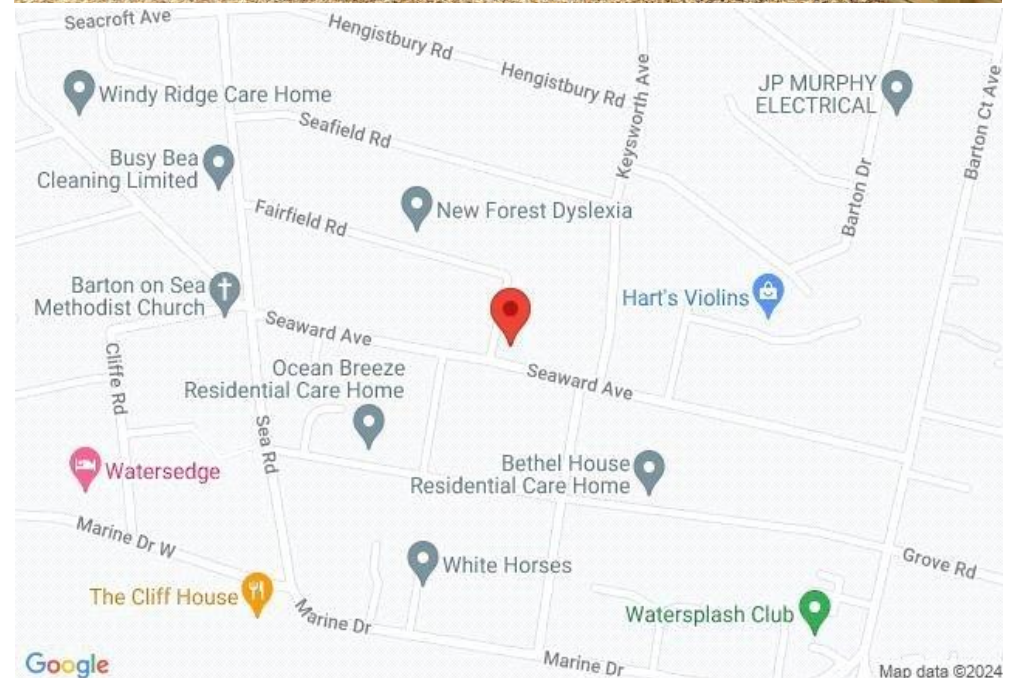 Seacroft Ave
Hengistbury Rd
Hengistbury Rd
Keysworth Ave
JP MURPHY
ELECTRICAL
Barton Ct Ave
Windy Ridge Care Home
Seafield Rd
Busy Bea
Cleaning Limited
Barton Dr
Fairfield Rd
New Forest Dyslexia
Barton on Sea
Methodist Church
Hart's Violins
Seaward Ave
Cliffe Rd
Ocean Breeze
Residential Care Home
Seaward Ave
Sea Rd
Watersedge
Bethel House
Residential Care Home
Marine Dr W
White Horses
Grove Rd
The Cliff House
Marine Dr
Watersplash Club
Marine Dr
Google
Map data ©2024